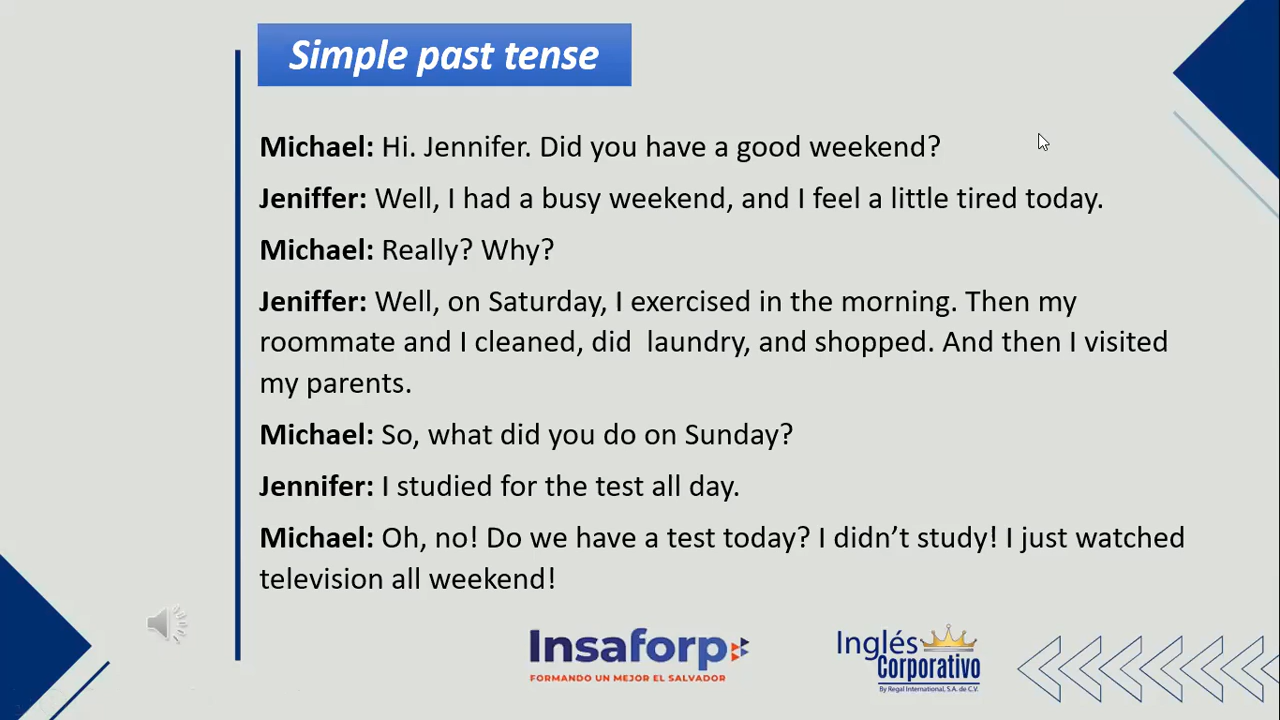 Simple past tense
Michael: Hi. Jennifer. Did you have a good weekend?
Jeniffer: Well, I had a busy weekend, and I feel a little tired today.
Michael: Really? Why?
Jeniffer: Well, on Saturday, I exercised in the morning. Then my
roommate and I cleaned, did  laundry, and shopped. And then I visited
my parents.
Michael: So, what did you do on Sunday?
Jennifer: I studied for the test all day.
Michael: Oh, no! Do we have a test today? I didn’t study! I just watched
television all weekend!
Insaforp
FORMANDO UN MEJOR EL SALVADOR
Inglés
Corporativo
By Regal International, S.A. de C.V.